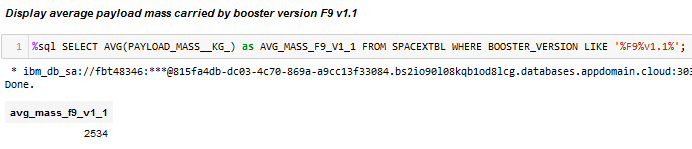 Display average payload mass carried by booster version F9 v1.1
1 %sql SELECT AVG(PAYLOAD_MASS__KG_) as AVG_MASS_F9_V1_1 FROM SPACEXTBL WHERE BOOSTER_VERSION LIKE '%F9%v1.1%';
* ibm_db_sa://fbt48346:***@815fa4db-dc03-4c70-869a-a9cc13f33084.bs2io90l08kqb1od8lcg.databases.appdomain.cloud:303
Done.
avg_mass_f9_v1_1
2534